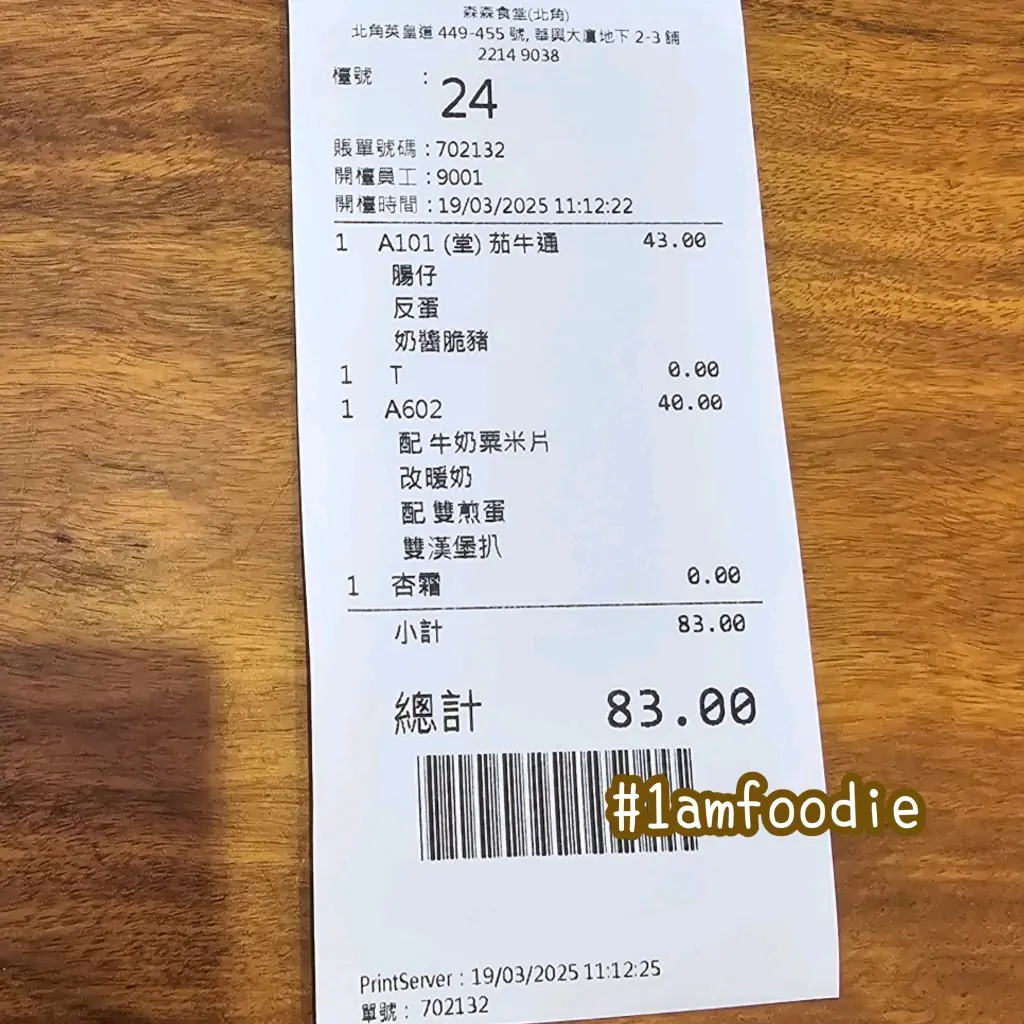 森森食堂(北角)
北角英皇道 449-455 號, 華興大廈地下 2-3 舖
2214 9038
檯號 : 24
賬單號碼 : 702132
開檯員工 : 9001
開檯時間 : 19/03/2025 11:12:22
1 A101 (堂) 茄牛通 43.00
腸仔
反蛋
奶醬脆豬
1 T 0.00
1 A602 40.00
配 牛奶粟米片
改暖奶
配 雙煎蛋
雙漢堡扒
1 杏霜 0.00
小計 83.00
總計 83.00
#1amfoodie
PrintServer : 19/03/2025 11:12:25
單號 : 702132